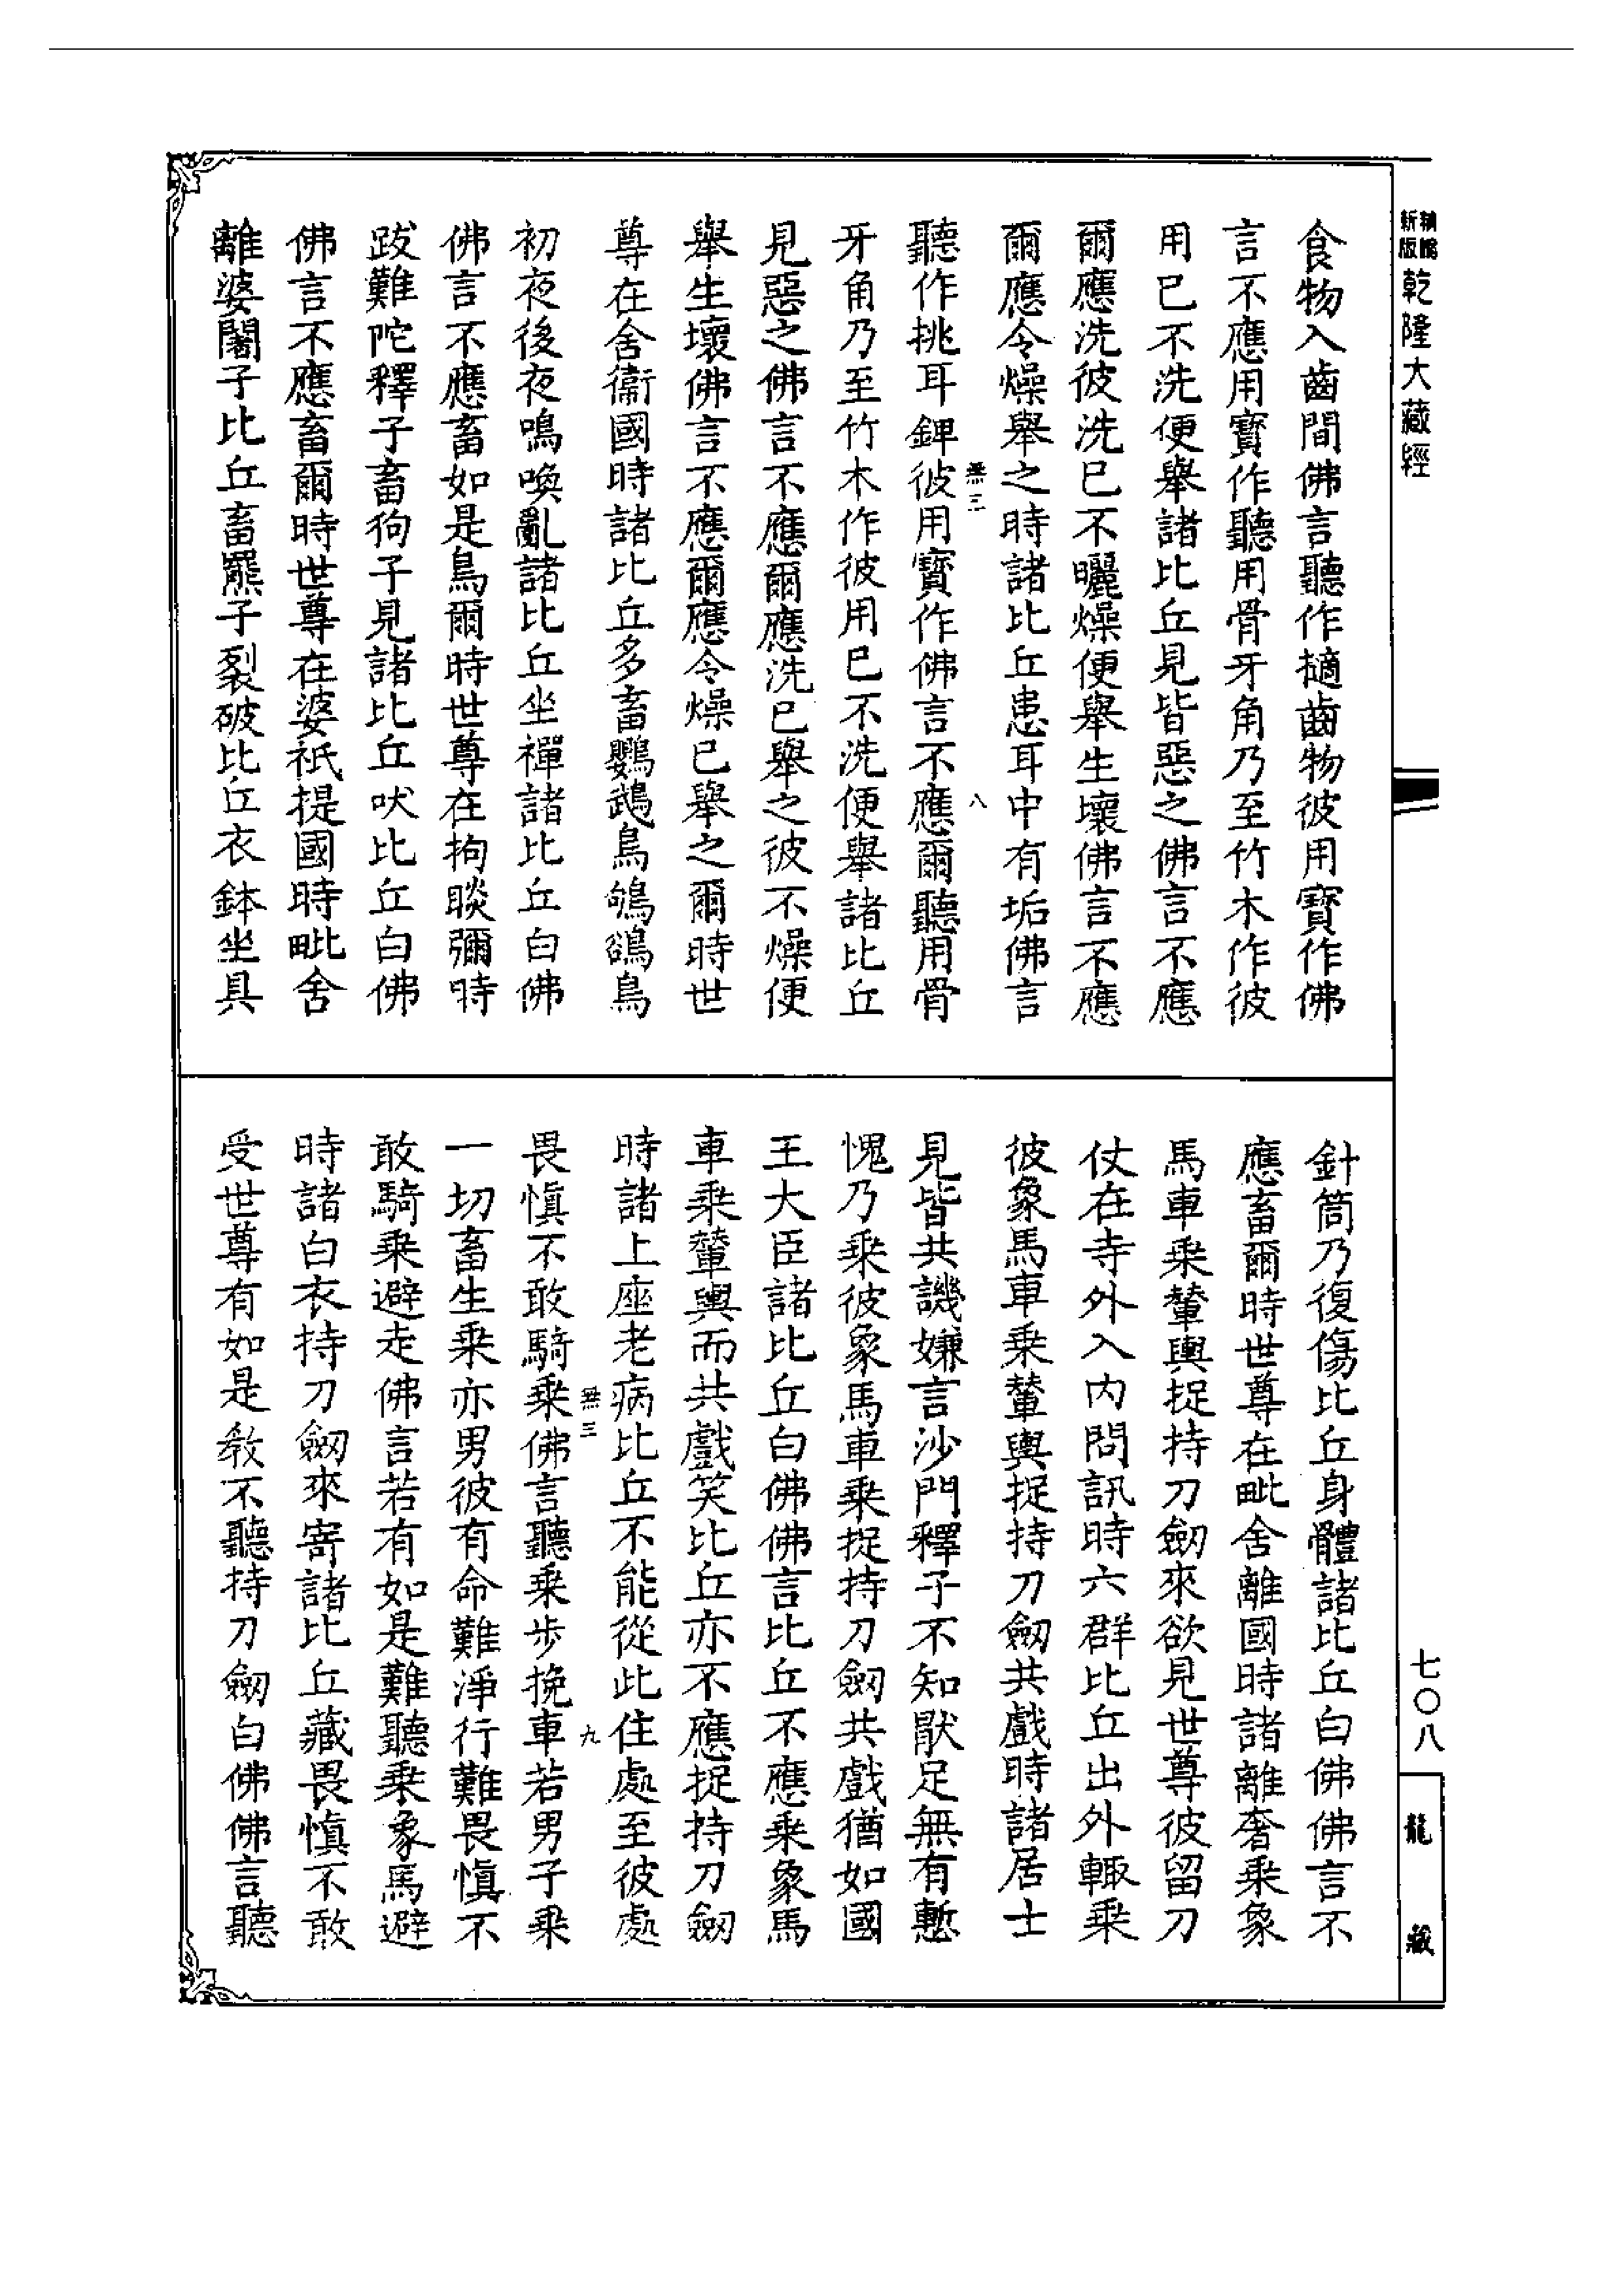 乾隆大藏經
食物入齒間佛言聽作擿齒物彼用寶作佛
言不應用寶作聽用骨牙角乃至竹木作彼
用已不洗便舉諸比丘見皆惡之佛言不應
爾應洗彼洗已不曬燥便舉生壞佛言不應
爾應令燥舉之時諸比丘患耳中有垢佛言
聽作挑耳鎞彼用寶作佛言不應爾聽用骨
牙角乃至竹木作彼用已不洗便舉諸比丘
見惡之佛言不應爾應洗已舉之彼不燥便
舉生壞佛言不應爾應令燥已舉之爾時世
尊在舍衞國時諸比丘多畜鸚鵡鳥鴝鵒鳥
初夜後夜鳴喚亂諸比丘坐禪諸比丘白佛
佛言不應畜如是鳥爾時世尊在拘睒彌時
跋難陀釋子畜狗子見諸比丘吠比丘白佛
佛言不應畜爾時世尊在婆祇提國時毗舍
離婆闍子比丘畜羆子裂破比丘衣鉢坐具
針筒乃復傷比丘身體諸比丘白佛佛言不
應畜爾時世尊在毗舍離國時諸離奢乘象
馬車乘輦輿捉持刀劒來欲見世尊彼留刀
仗在寺外入內問訊時六群比丘出外輙乘
彼象馬車乘輦輿捉持刀劒共戲時諸居士
見皆共譏嫌言沙門釋子不知猒足無有慙
愧乃乘彼象馬車乘捉持刀劒共戲猶如國
王大臣諸比丘白佛佛言比丘不應乘象馬
車乘輦輿而共戲笑比丘亦不應捉持刀劒
時諸上座老病比丘不能從此住處至彼處
畏慎不敢騎乘佛言聽乘步挽車若男子乘
一切畜生乘亦男彼有命難淨行難畏慎不
敢騎乘避走佛言若有如是難聽乘象馬避
時諸白衣持刀劒來寄諸比丘藏畏慎不敢
受世尊有如是教不聽持刀劒白佛佛言聽
七〇八
龍藏